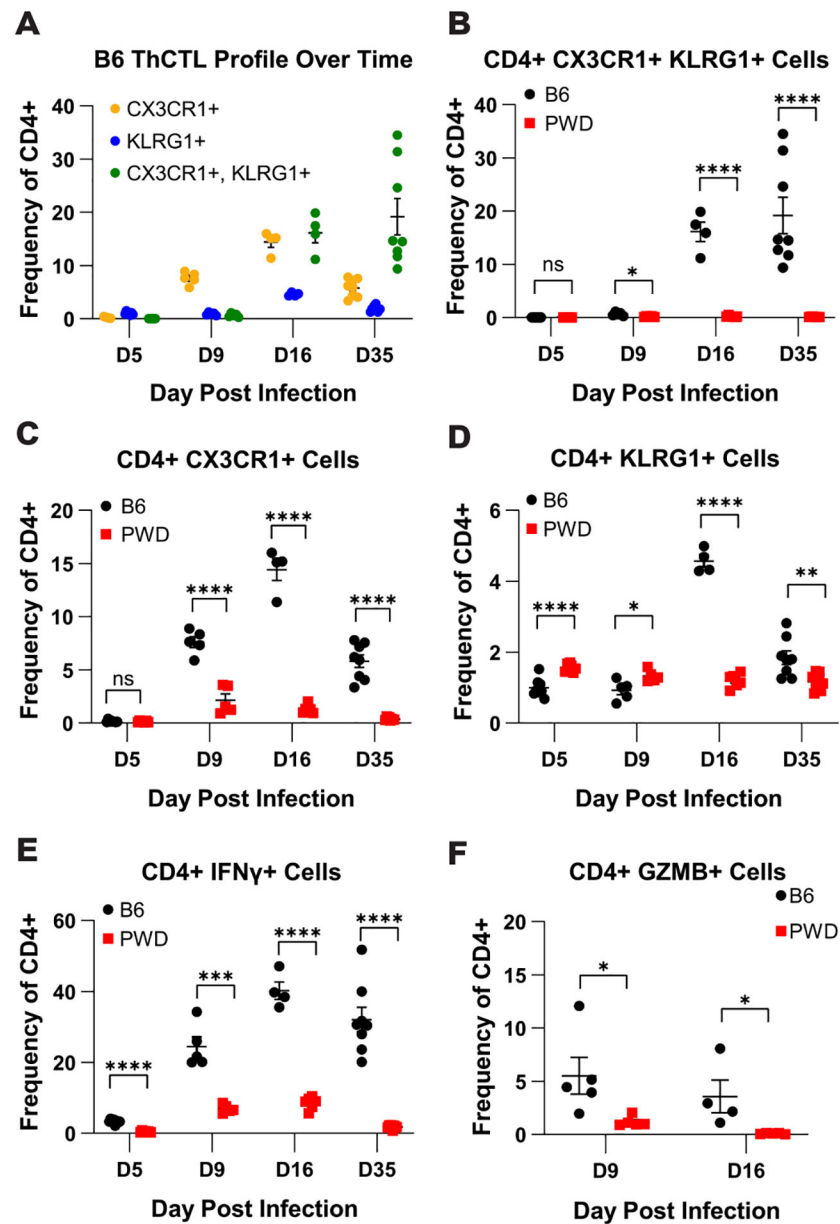 A
B6 ThCTL Profile Over Time
Frequency of CD4+
40
30
20
10
0
CX3CR1+
KLRG1+
CX3CR1+, KLRG1+
D5 D9 D16 D35
Day Post Infection
B
CD4+ CX3CR1+ KLRG1+ Cells
Frequency of CD4+
40
30
20
10
0
B6
PWD
ns * **** ****
D5 D9 D16 D35
Day Post Infection
C
CD4+ CX3CR1+ Cells
Frequency of CD4+
20
15
10
5
0
B6
PWD
ns **** **** ****
D5 D9 D16 D35
Day Post Infection
D
CD4+ KLRG1+ Cells
Frequency of CD4+
6
4
2
0
B6
PWD
**** * **** **
D5 D9 D16 D35
Day Post Infection
E
CD4+ IFNγ+ Cells
Frequency of CD4+
60
40
20
0
B6
PWD
**** *** **** ****
D5 D9 D16 D35
Day Post Infection
F
CD4+ GZMB+ Cells
Frequency of CD4+
20
15
10
5
0
B6
PWD
* *
D9 D16
Day Post Infection